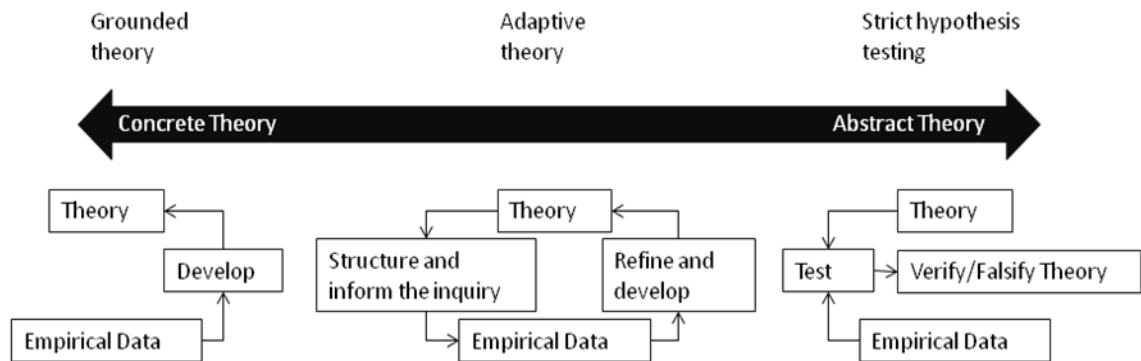 Grounded
theory
Adaptive
theory
Strict hypothesis
testing
Concrete Theory
Abstract Theory
Theory
Develop
Empirical Data
Theory
Structure and
inform the inquiry
Refine and
develop
Empirical Data
Theory
Test
Verify/Falsify Theory
Empirical Data